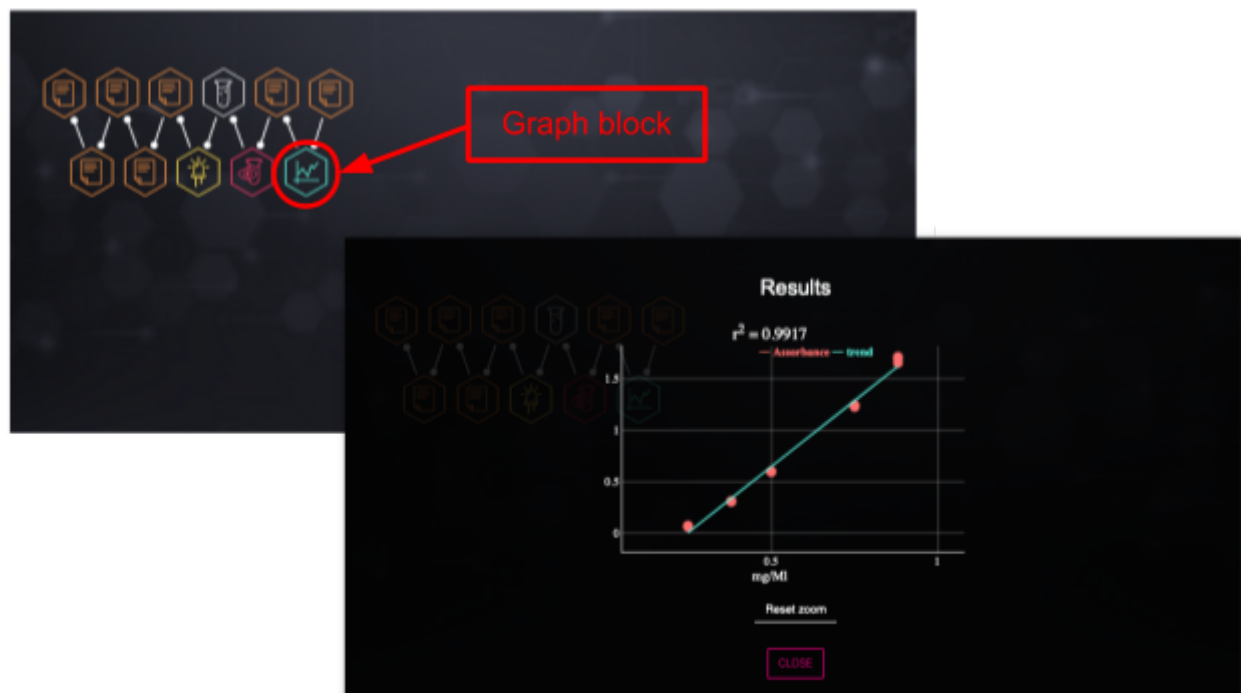 Graph block
Results
r² = 0.9917
Absorbance trend
1.5
1
0.5
0
0.5 1
mg/Ml
Reset zoom
CLOSE